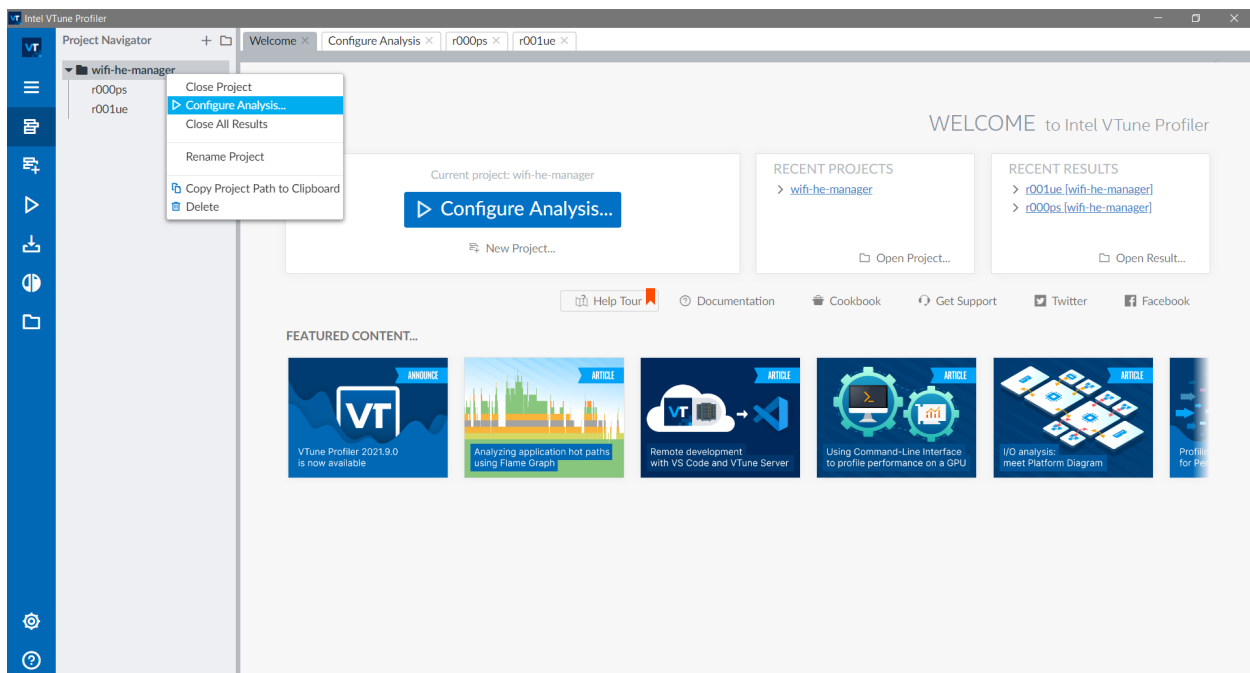 Intel VTune Profiler
VT
Project Navigator
Welcome
Configure Analysis
r000ps
r001ue
wifi-he-manager
r000ps
r001ue
Close Project
Configure Analysis...
Close All Results
Rename Project
Copy Project Path to Clipboard
Delete
WELCOME to Intel VTune Profiler
Current project: wifi-he-manager
Configure Analysis...
New Project...
RECENT PROJECTS
wifi-he-manager
Open Project...
RECENT RESULTS
r001ue [wifi-he-manager]
r000ps [wifi-he-manager]
Open Result...
Help Tour
Documentation
Cookbook
Get Support
Twitter
Facebook
FEATURED CONTENT...
ANNOUNCE
VT
VTune Profiler 2021.9.0
is now available
ARTICLE
Analyzing application hot paths
using Flame Graph
ARTICLE
VT
Remote development
with VS Code and VTune Server
ARTICLE
Using Command-Line Interface
to profile performance on a GPU
ARTICLE
I/O analysis:
meet Platform Diagram
for